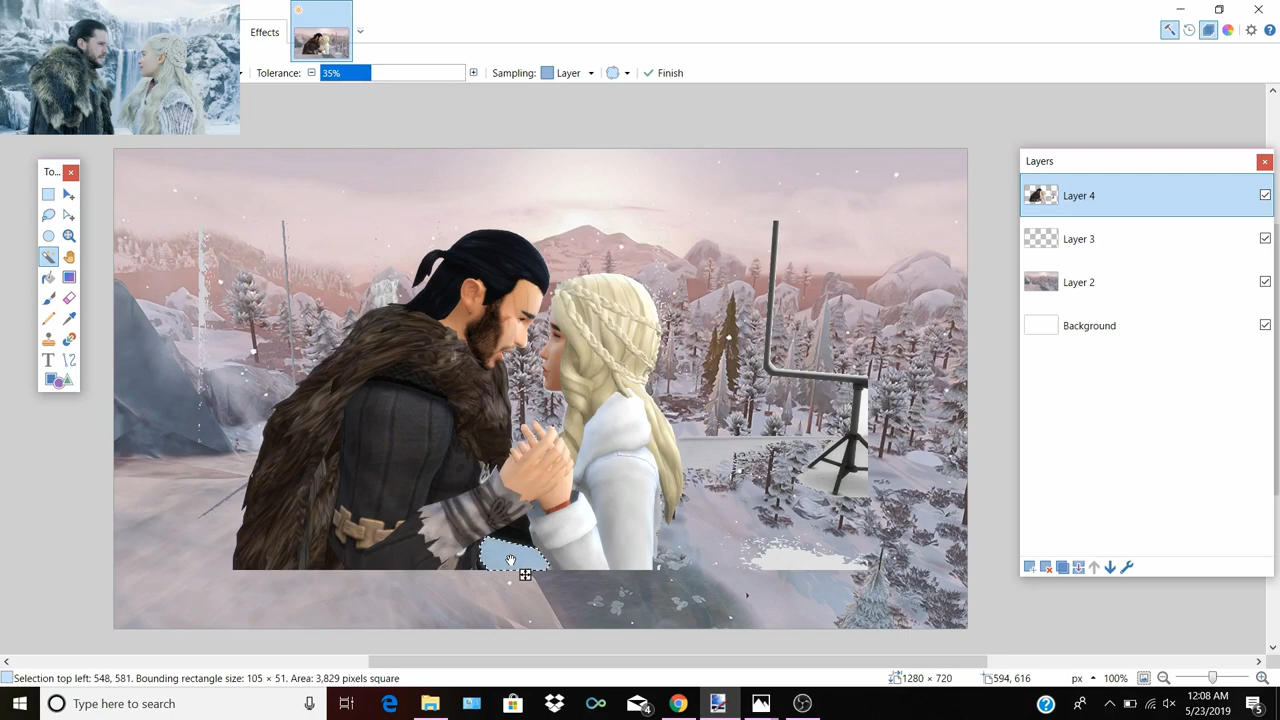 Effects
Tolerance: 35% Sampling: Layer Finish
To...
T
Layers
Layer 4
Layer 3
Layer 2
Background
Selection top left: 548, 581. Bounding rectangle size: 105 × 51. Area: 3,829 pixels square
1280 × 720
594, 616
px
100%
Type here to search
4
12:08 AM
5/23/2019
5